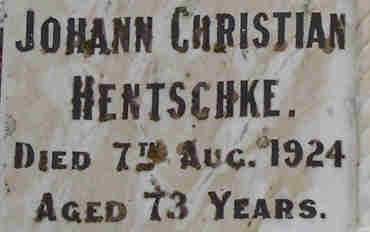 JOHANN CHRISTIAN
HENTSCHKE.
DIED 7TH AUG. 1924
AGED 73 YEARS.